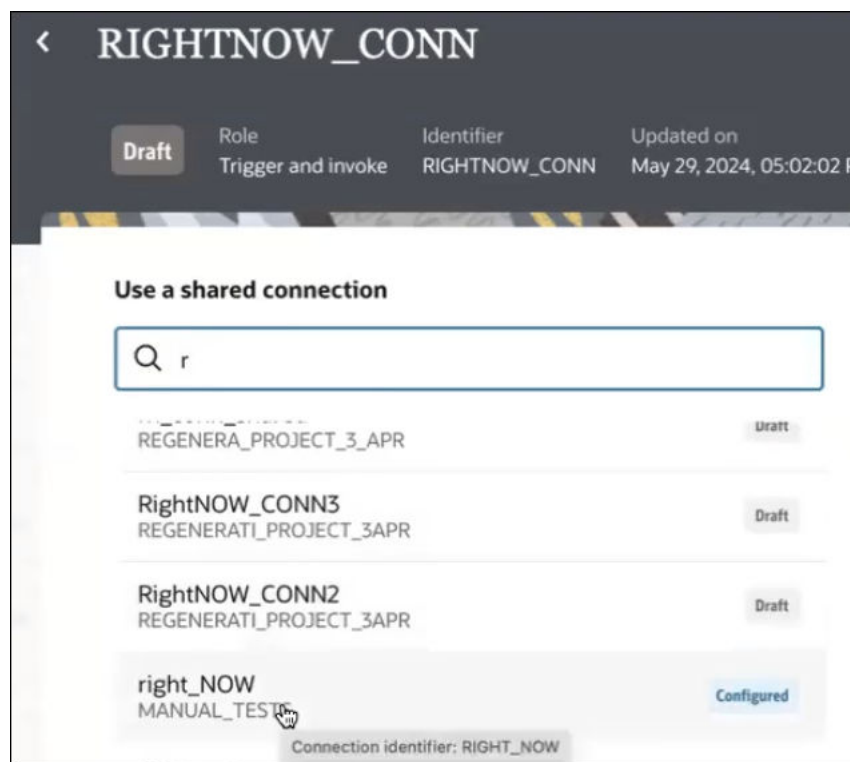 RIGHTNOW_CONN
Draft
Role
Trigger and invoke
Identifier
RIGHTNOW_CONN
Updated on
May 29, 2024, 05:02:02
Use a shared connection
r
Draft
REGENERA_PROJECT_3_APR
RightNOW_CONN3
REGENERATI_PROJECT_3APR
Draft
RightNOW_CONN2
REGENERATI_PROJECT_3APR
Draft
right_NOW
MANUAL_TESTS
Configured
Connection identifier: RIGHT_NOW